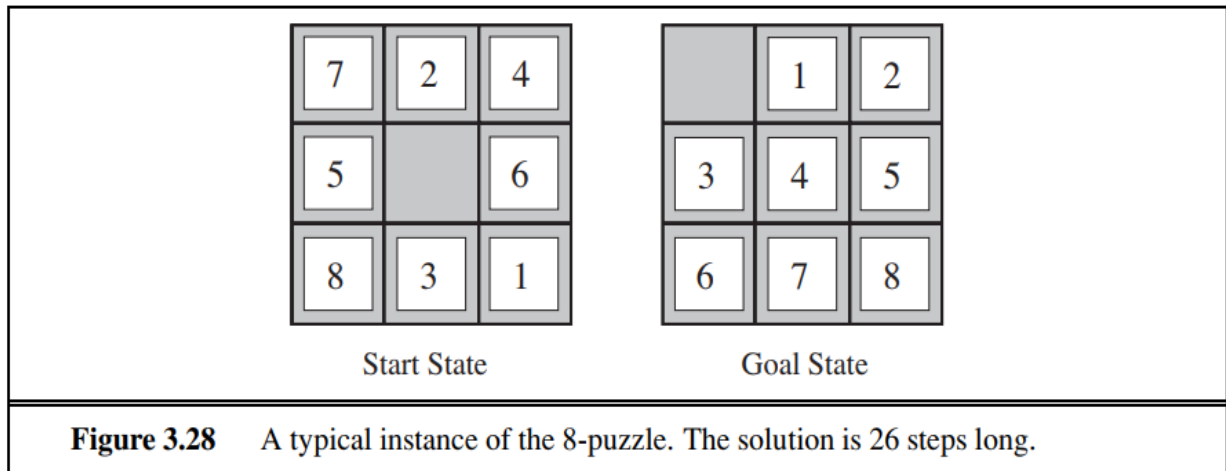 7 2 4 1 2
5 6 3 4 5
8 3 1 6 7 8
Start State Goal State
Figure 3.28 A typical instance of the 8-puzzle. The solution is 26 steps long.